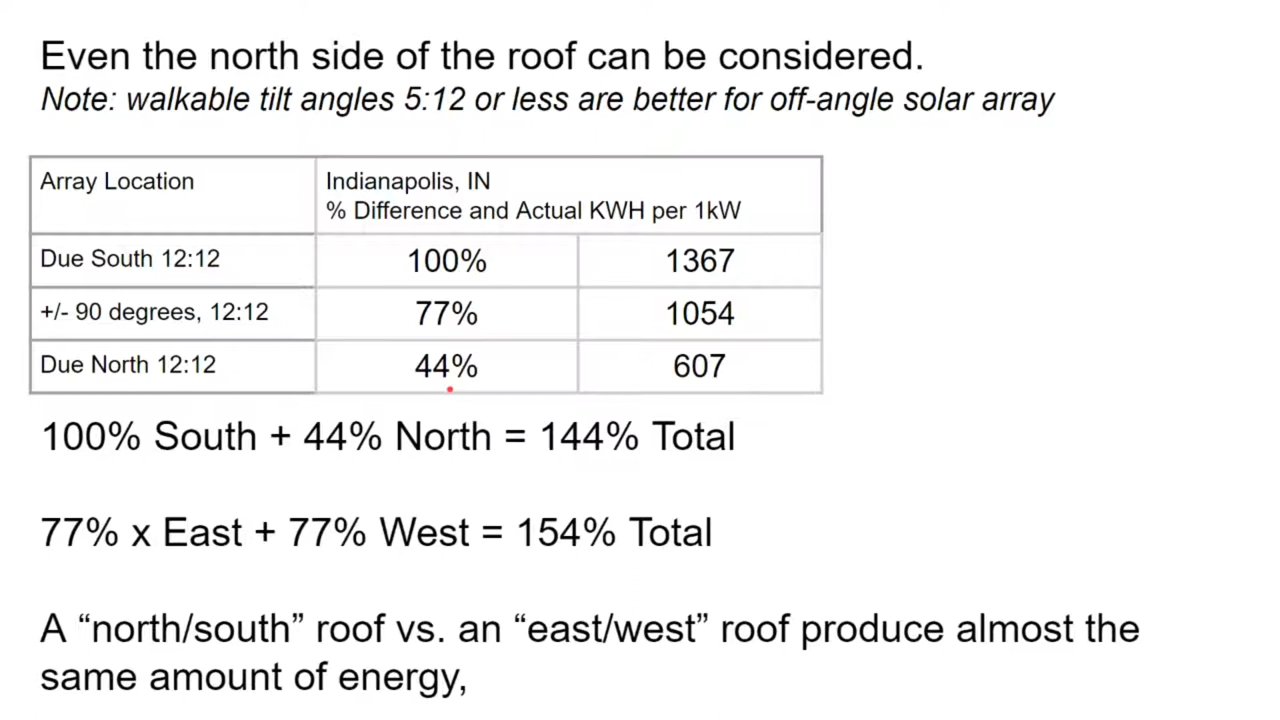 Even the north side of the roof can be considered.
Note: walkable tilt angles 5:12 or less are better for off-angle solar array
Array Location
Indianapolis, IN
% Difference and Actual KWH per 1kW
Due South 12:12 100% 1367
+/- 90 degrees, 12:12 77% 1054
Due North 12:12 44% 607
100% South + 44% North = 144% Total
77% x East + 77% West = 154% Total
A “north/south” roof vs. an “east/west” roof produce almost the
same amount of energy,